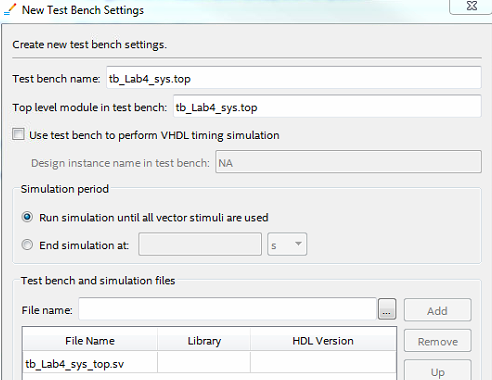 New Test Bench Settings
Create new test bench settings.
Test bench name: tb_Lab4_sys.top
Top level module in test bench: tb_Lab4_sys.top
Use test bench to perform VHDL timing simulation
Design instance name in test bench: NA
Simulation period
Run simulation until all vector stimuli are used
End simulation at: s
Test bench and simulation files
File name: ... Add
File Name Library HDL Version Remove
tb_Lab4_sys_top.sv Up